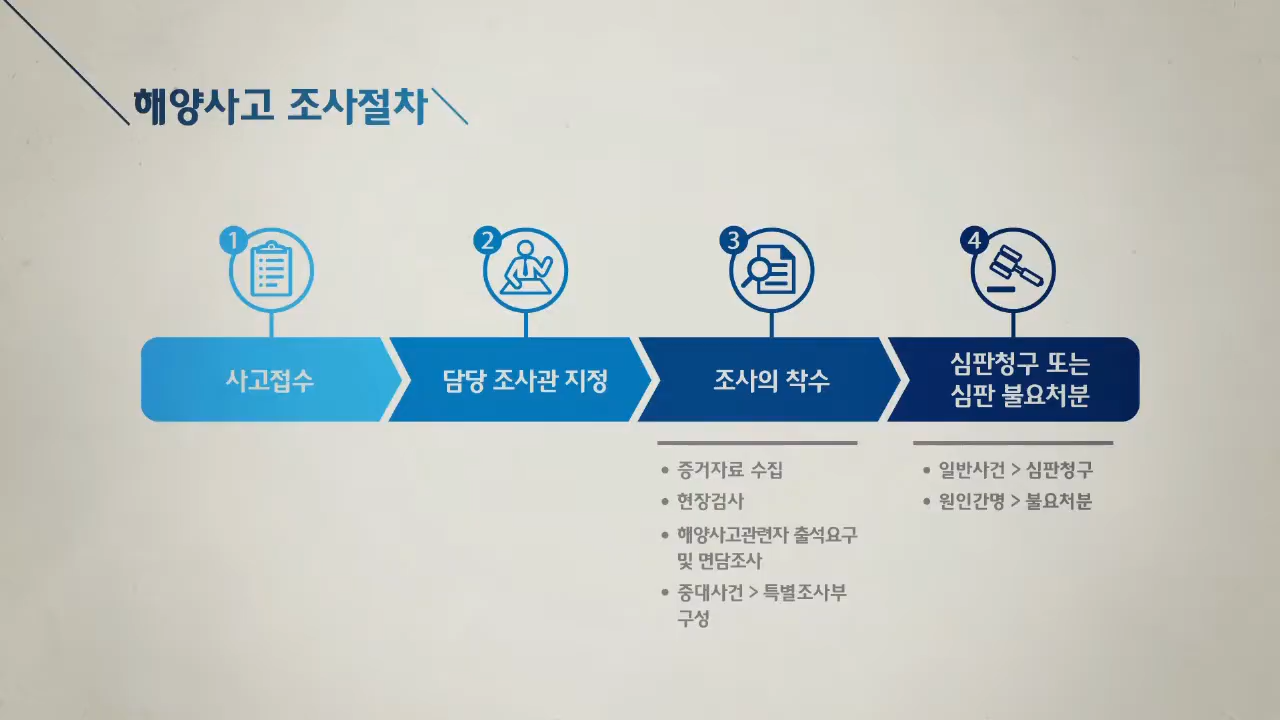 해양사고 조사절차
1
2
3
4
사고접수
담당 조사관 지정
조사의 착수
심판청구 또는
심판 불요처분
• 증거자료 수집
• 현장검사
• 해양사고관련자 출석요구
및 면담조사
• 중대사건 > 특별조사부
구성
• 일반사건 > 심판청구
• 원인간명 > 불요처분